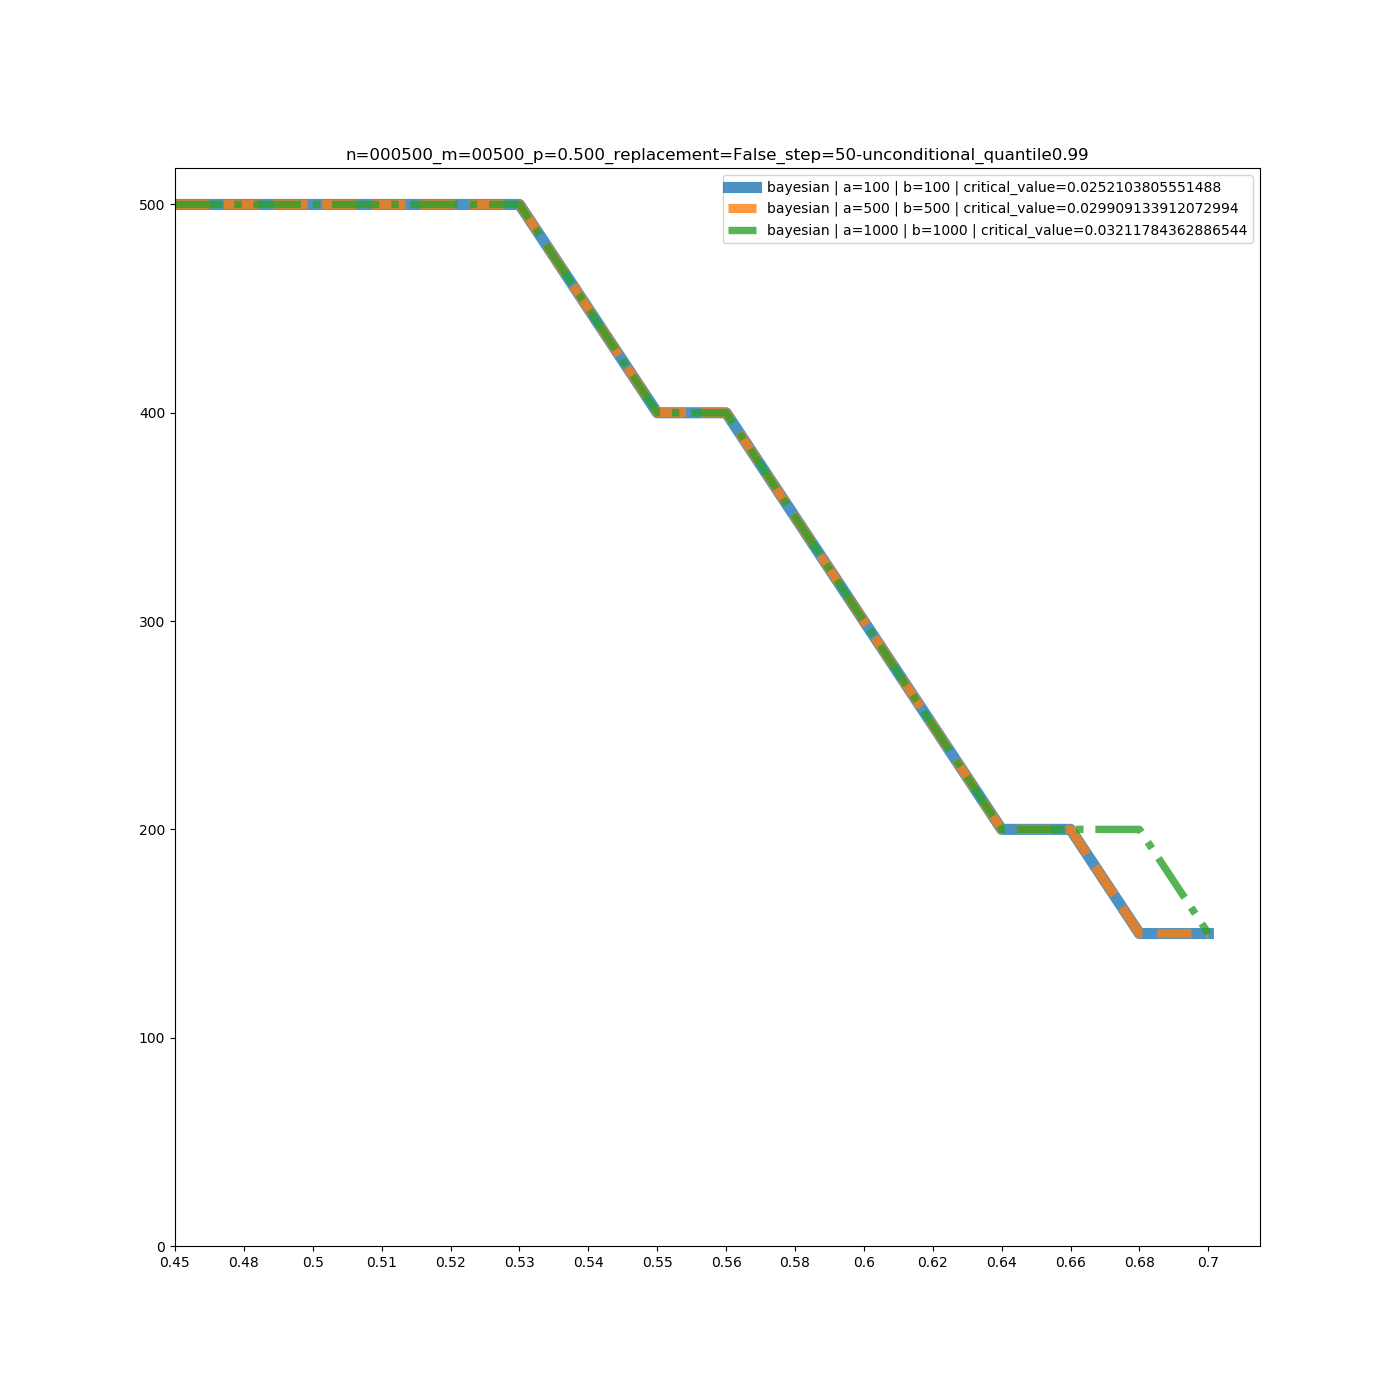 n=000500_m=00500_p=0.500_replacement=False_step=50-unconditional_quantile0.99
bayesian | a=100 | b=100 | critical_value=0.0252103805551488
bayesian | a=500 | b=500 | critical_value=0.029909133912072994
bayesian | a=1000 | b=1000 | critical_value=0.03211784362886544
500
400
300
200
100
0
0.45 0.48 0.5 0.51 0.52 0.53 0.54 0.55 0.56 0.58 0.6 0.62 0.64 0.66 0.68 0.7